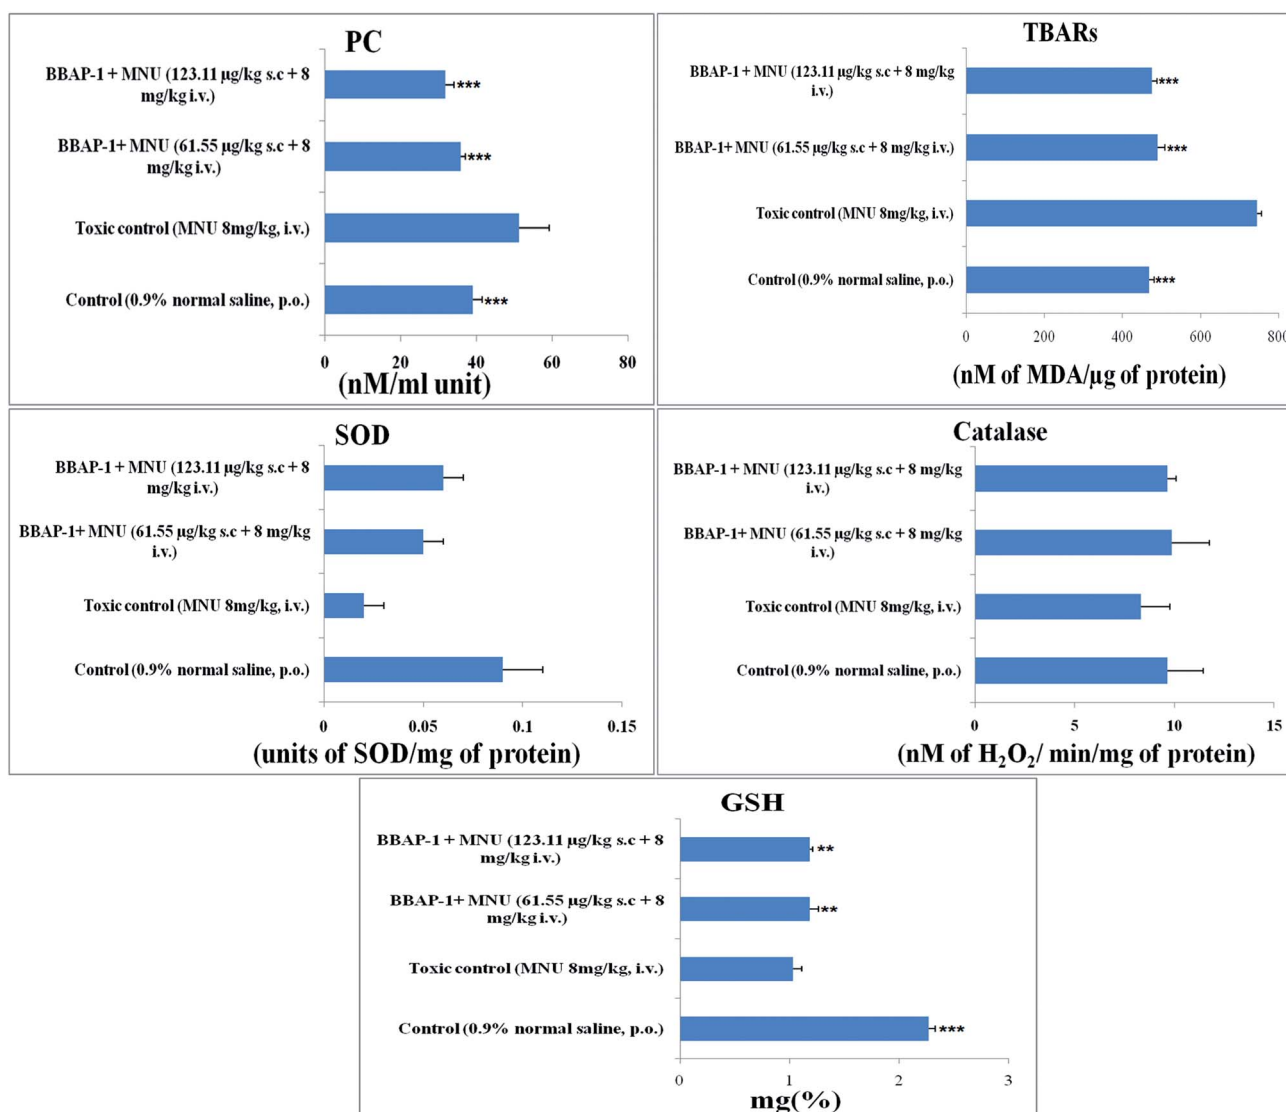 PC
BBAP-1 + MNU (123.11 µg/kg s.c + 8
mg/kg i.v.)
***
BBAP-1+ MNU (61.55 µg/kg s.c + 8
mg/kg i.v.)
***
Toxic control (MNU 8mg/kg, i.v.)
Control (0.9% normal saline, p.o.)
***
0 20 40 60 80
(nM/ml unit)
TBARs
BBAP-1 + MNU (123.11 µg/kg s.c + 8 mg/kg
i.v.)
***
BBAP-1+ MNU (61.55 µg/kg s.c + 8 mg/kg i.v.)
***
Toxic control (MNU 8mg/kg, i.v.)
Control (0.9% normal saline, p.o.)
***
0 200 400 600 800
(nM of MDA/µg of protein)
SOD
BBAP-1 + MNU (123.11 µg/kg s.c + 8
mg/kg i.v.)
BBAP-1+ MNU (61.55 µg/kg s.c + 8 mg/kg
i.v.)
Toxic control (MNU 8mg/kg, i.v.)
Control (0.9% normal saline, p.o.)
0 0.05 0.1 0.15
(units of SOD/mg of protein)
Catalase
BBAP-1 + MNU (123.11 µg/kg s.c + 8 mg/kg
i.v.)
BBAP-1+ MNU (61.55 µg/kg s.c + 8 mg/kg
i.v.)
Toxic control (MNU 8mg/kg, i.v.)
Control (0.9% normal saline, p.o.)
0 5 10 15
(nM of H₂O₂/ min/mg of protein)
GSH
BBAP-1 + MNU (123.11 µg/kg s.c + 8
mg/kg i.v.)
**
BBAP-1+ MNU (61.55 µg/kg s.c + 8
mg/kg i.v.)
**
Toxic control (MNU 8mg/kg, i.v.)
Control (0.9% normal saline, p.o.)
***
0 1 2 3
mg(%)